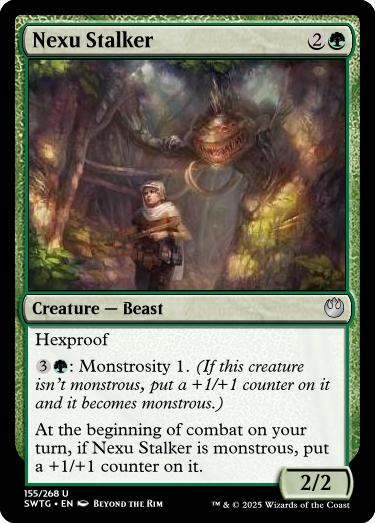 Nexu Stalker 2
Creature — Beast
Hexproof
3: Monstrosity 1. (If this creature
isn't monstrous, put a +1/+1 counter on it
and it becomes monstrous.)
At the beginning of combat on your
turn, if Nexu Stalker is monstrous, put
a +1/+1 counter on it.
2/2
155/268 U
SWTG • EN Beyond the Rim
™ & © 2025 Wizards of the Coast